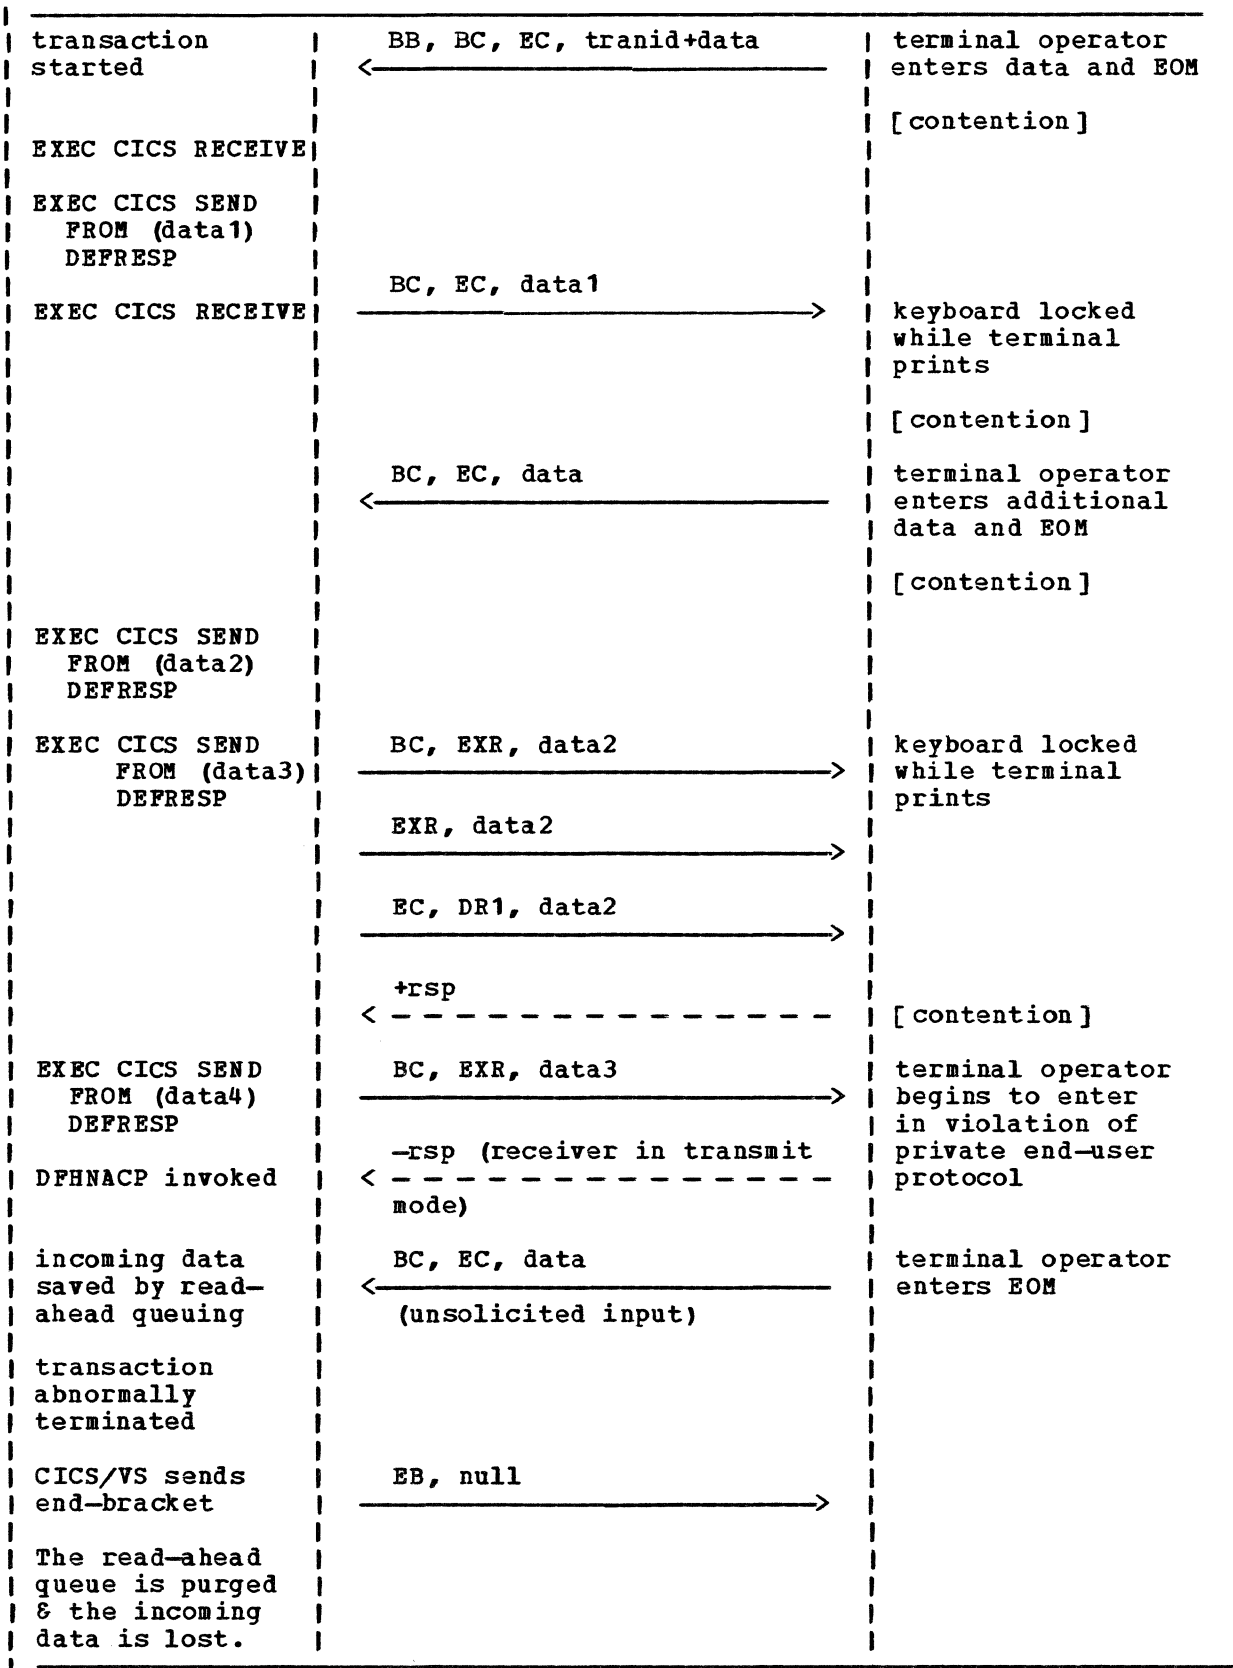 transaction BB, BC, EC, tranid+data terminal operator
started enters data and EOM
[contention]
EXEC CICS RECEIVE
EXEC CICS SEND
FROM (data1)
DEFRESP
BC, EC, data1
EXEC CICS RECEIVE keyboard locked
while terminal
prints
[contention]
BC, EC, data terminal operator
enters additional
data and EOM
[contention]
EXEC CICS SEND
FROM (data2)
DEFRESP
EXEC CICS SEND BC, EXR, data2 keyboard locked
FROM (data3) while terminal
DEFRESP prints
EXR, data2
EC, DR1, data2
+rsp
[contention]
EXEC CICS SEND BC, EXR, data3 terminal operator
FROM (data4) begins to enter
DEFRESP in violation of
—rsp (receiver in transmit private end—user
DFHNACP invoked protocol
mode)
incoming data BC, EC, data terminal operator
saved by read— enters EOM
ahead queuing (unsolicited input)
transaction
abnormally
terminated
CICS/VS sends EB, null
end—bracket
The read—ahead
queue is purged
& the incoming
data is lost.